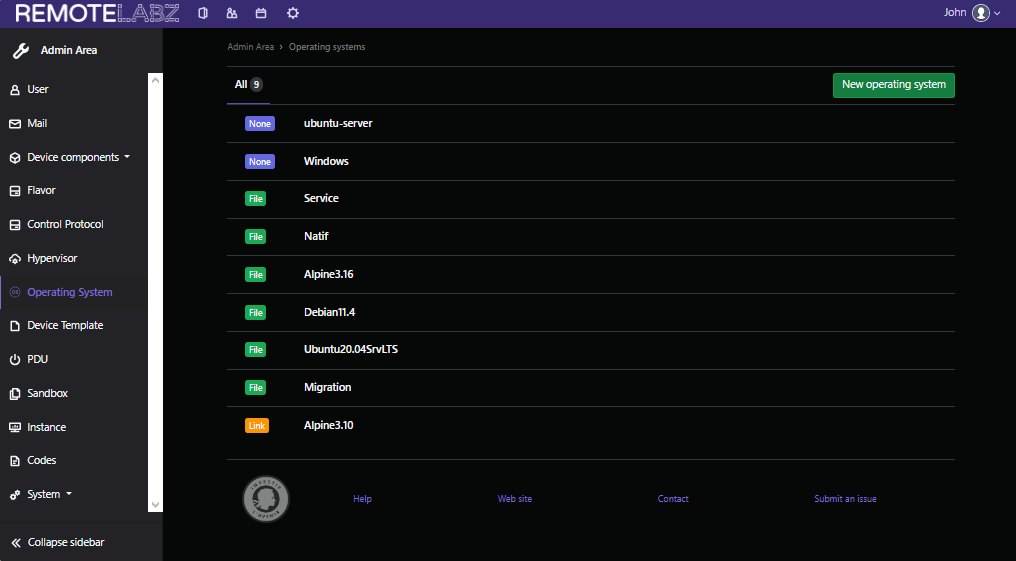 REMOTELABZ
John
Admin Area
User
Mail
Device components
Flavor
Control Protocol
Hypervisor
OS Operating System
Device Template
PDU
Sandbox
Instance
Codes
System
Collapse sidebar
Admin Area › Operating systems
All 9
New operating system
None ubuntu-server
None Windows
File Service
File Natif
File Alpine3.16
File Debian11.4
File Ubuntu20.04SrvLTS
File Migration
Link Alpine3.10
INVESTIR L'AVENIR
Help Web site Contact Submit an issue